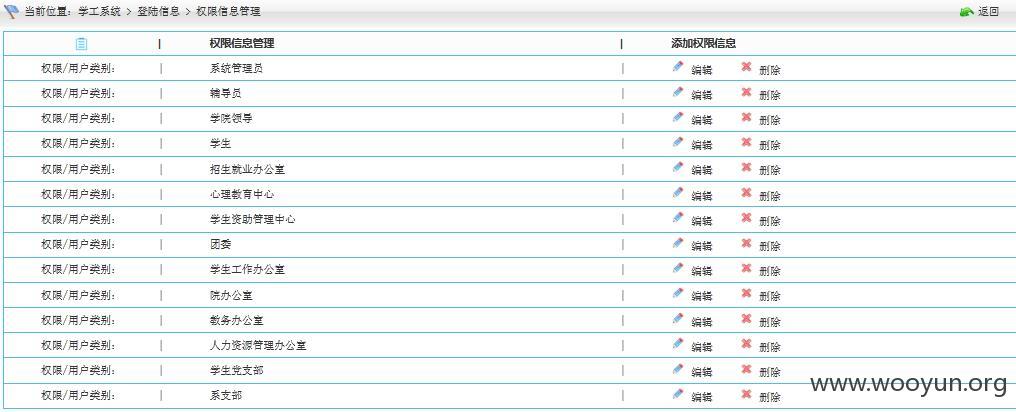 当前位置：学工系统 > 登陆信息 > 权限信息管理 返回
| 权限信息管理 | 添加权限信息
权限/用户类别： | 系统管理员 | 编辑 删除
权限/用户类别： | 辅导员 | 编辑 删除
权限/用户类别： | 学院领导 | 编辑 删除
权限/用户类别： | 学生 | 编辑 删除
权限/用户类别： | 招生就业办公室 | 编辑 删除
权限/用户类别： | 心理教育中心 | 编辑 删除
权限/用户类别： | 学生资助管理中心 | 编辑 删除
权限/用户类别： | 团委 | 编辑 删除
权限/用户类别： | 学生工作办公室 | 编辑 删除
权限/用户类别： | 院办公室 | 编辑 删除
权限/用户类别： | 教务办公室 | 编辑 删除
权限/用户类别： | 人力资源管理办公室 | 编辑 删除
权限/用户类别： | 学生党支部 | 编辑 删除
权限/用户类别： | 系支部 | 编辑 删除
www.wooyun.org